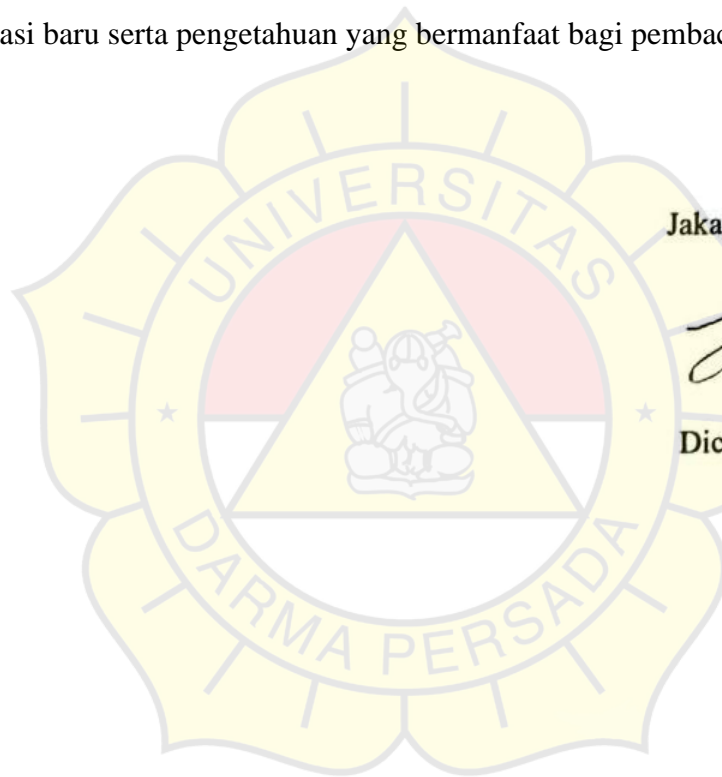 asi baru serta pengetahuan yang bermanfaat bagi pembac
UNIVERSITAS
Jaka
Dic
DARMA PERSADA